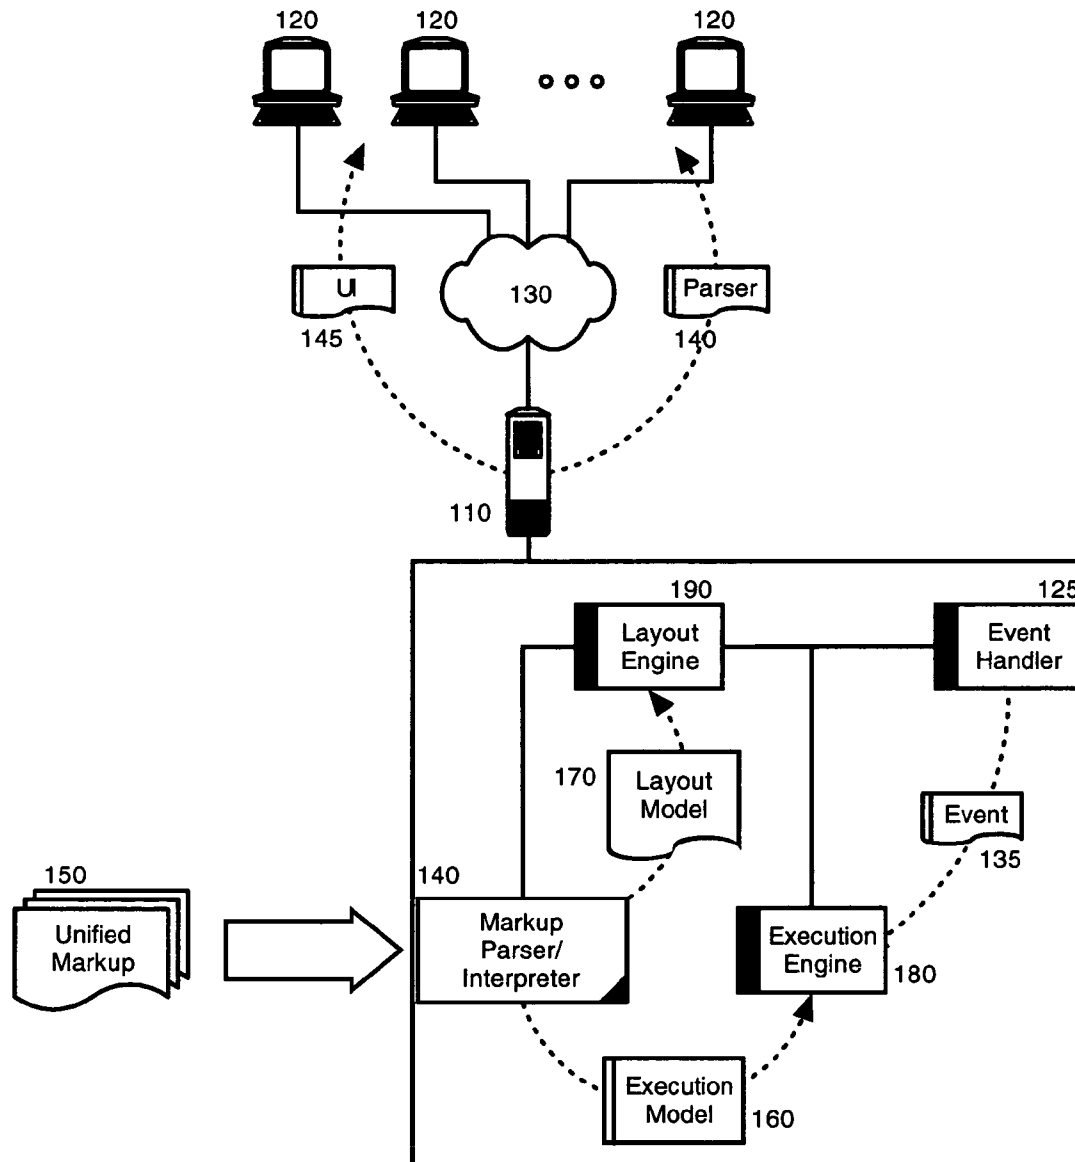 120
120
120
130
UI
145
Parser
140
110
190
125
Layout
Engine
Event
Handler
170
Layout
Model
Event
135
150
140
Unified
Markup
Markup
Parser/
Interpreter
Execution
Engine
180
Execution
Model
160